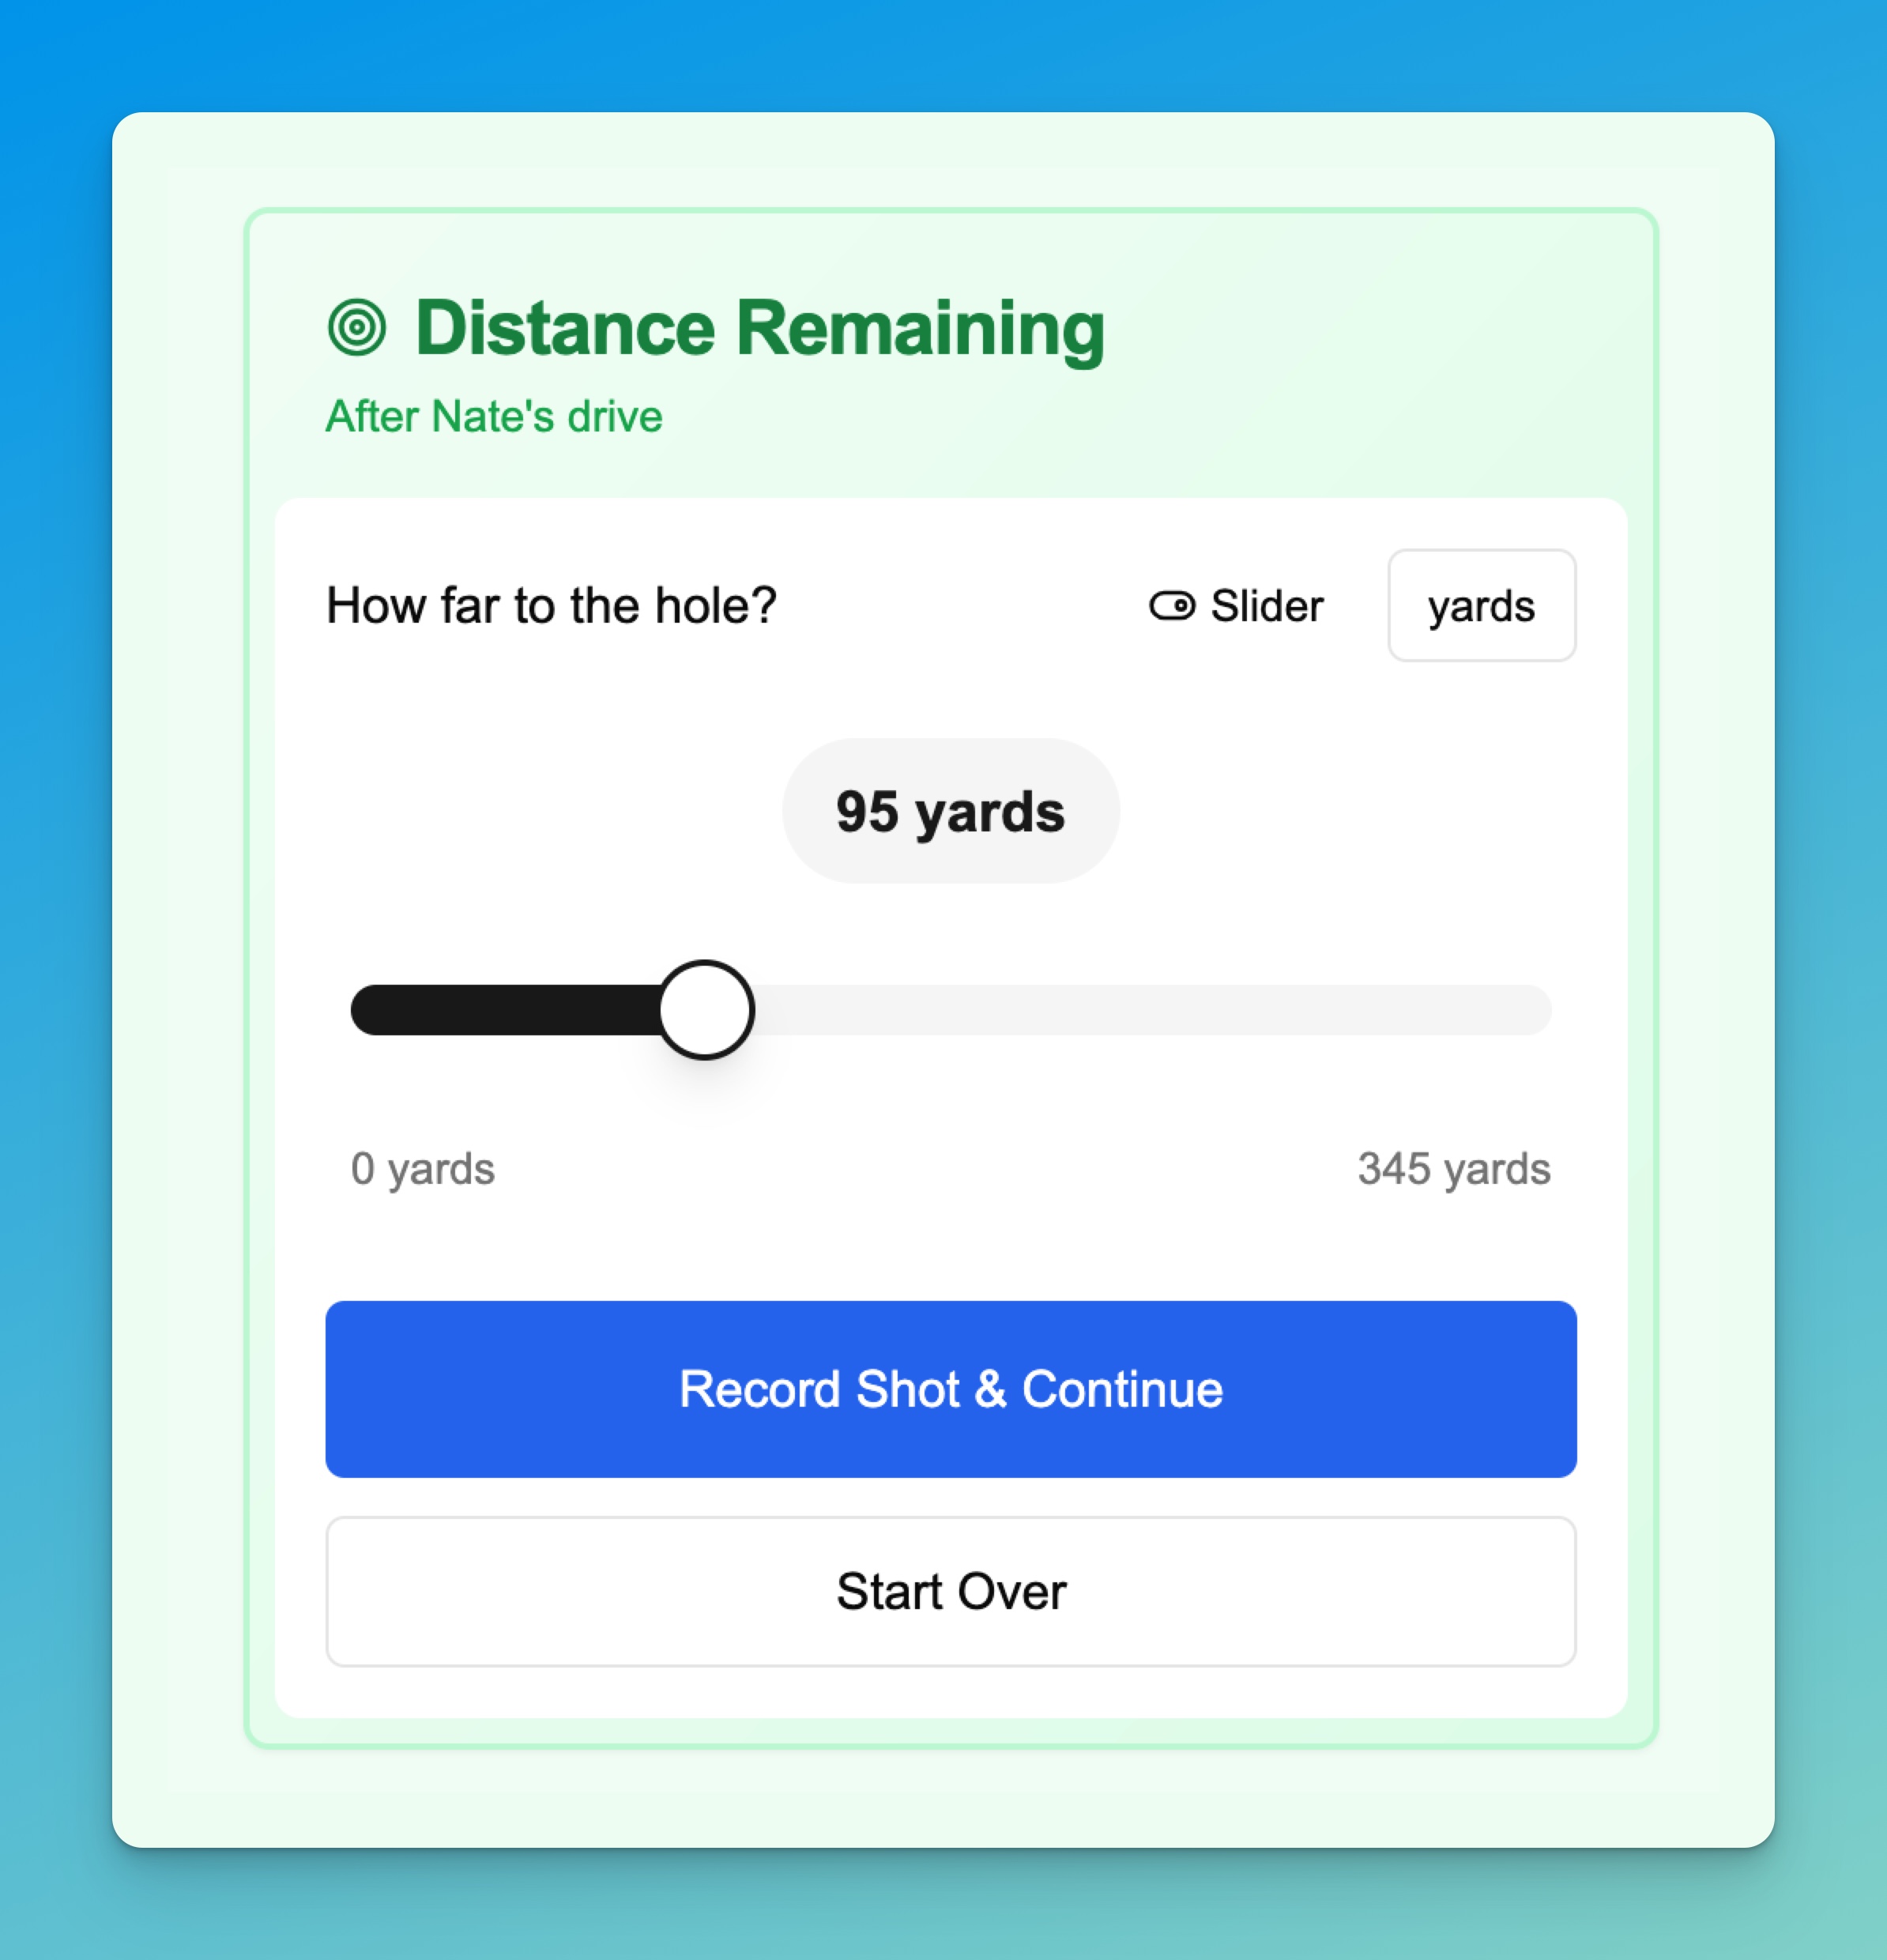 Distance Remaining
After Nate's drive
How far to the hole?
Slider
yards
95 yards
0 yards
345 yards
Record Shot & Continue
Start Over